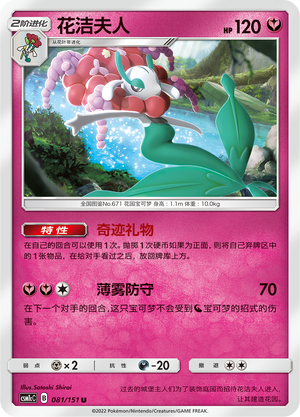 2阶进化
花洁夫人
HP 120
从花叶蒂进化
全国图鉴No.671 花园宝可梦 身高:1.1m 体重:10.0kg
特性 奇迹礼物
在自己的回合可以使用1次。抛掷1次硬币如果为正面,则将自己弃牌区中
的1张物品,在给对手看过之后,放回牌库上方。
薄雾防守 70
在下一个对手的回合,这只宝可梦不会受到 宝可梦的招式的伤
害。
弱点 ×2 抗性 -20 撤退
Illus.Satoshi Shirai
CSM1cC B 081/151 U
©2022 Pokémon/Nintendo/Creatures/GAME FREAK.
过去的城堡主人们为了装饰庭园而招待花洁夫人进入,
让其建造花园。